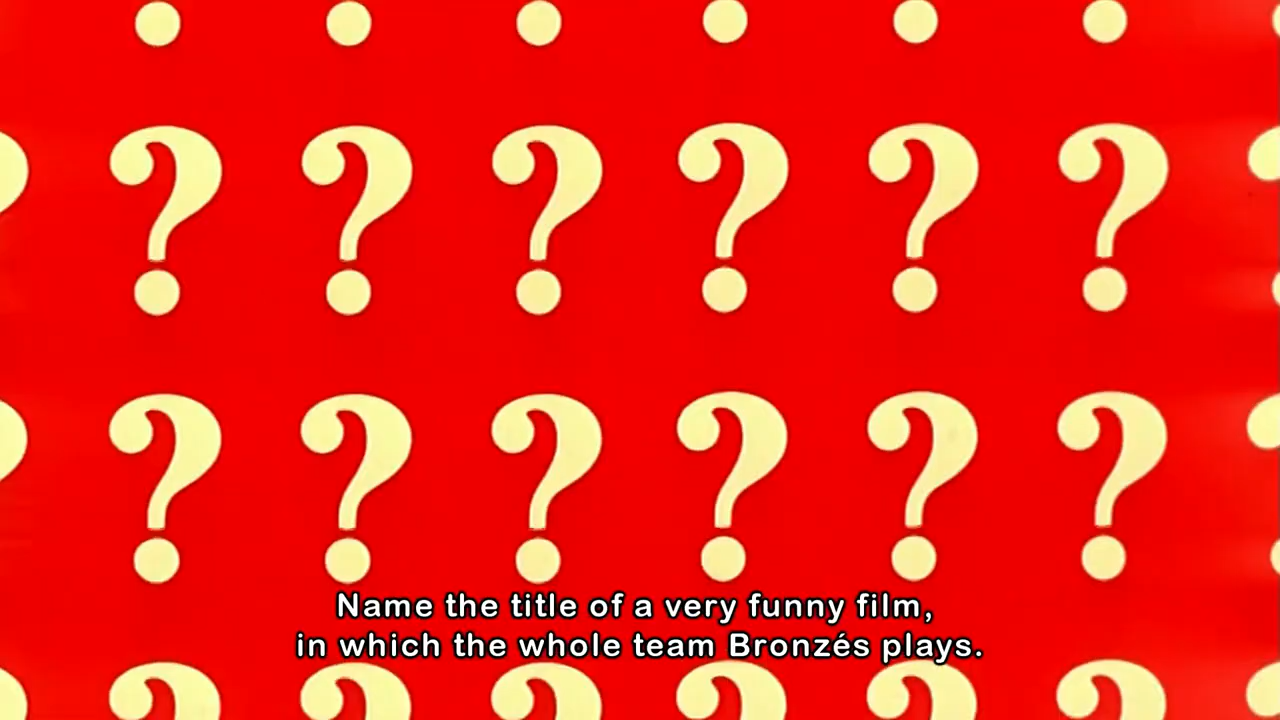 ? ? ? ? ? ?
? ? ? ? ? ?
Name the title of a very funny film,
in which the whole team Bronzés plays.